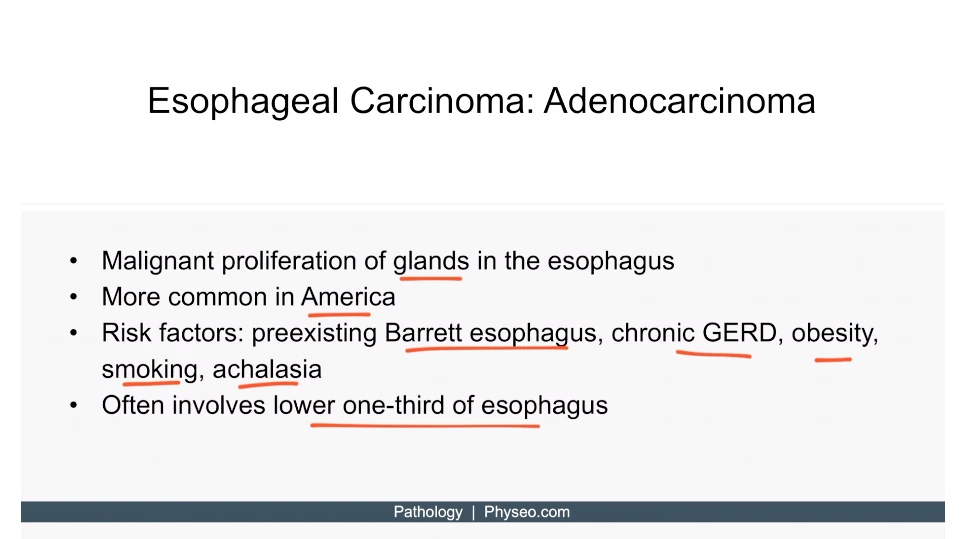 Esophageal Carcinoma: Adenocarcinoma
• Malignant proliferation of glands in the esophagus
• More common in America
• Risk factors: preexisting Barrett esophagus, chronic GERD, obesity,
smoking, achalasia
• Often involves lower one-third of esophagus
Pathology | Physeo.com